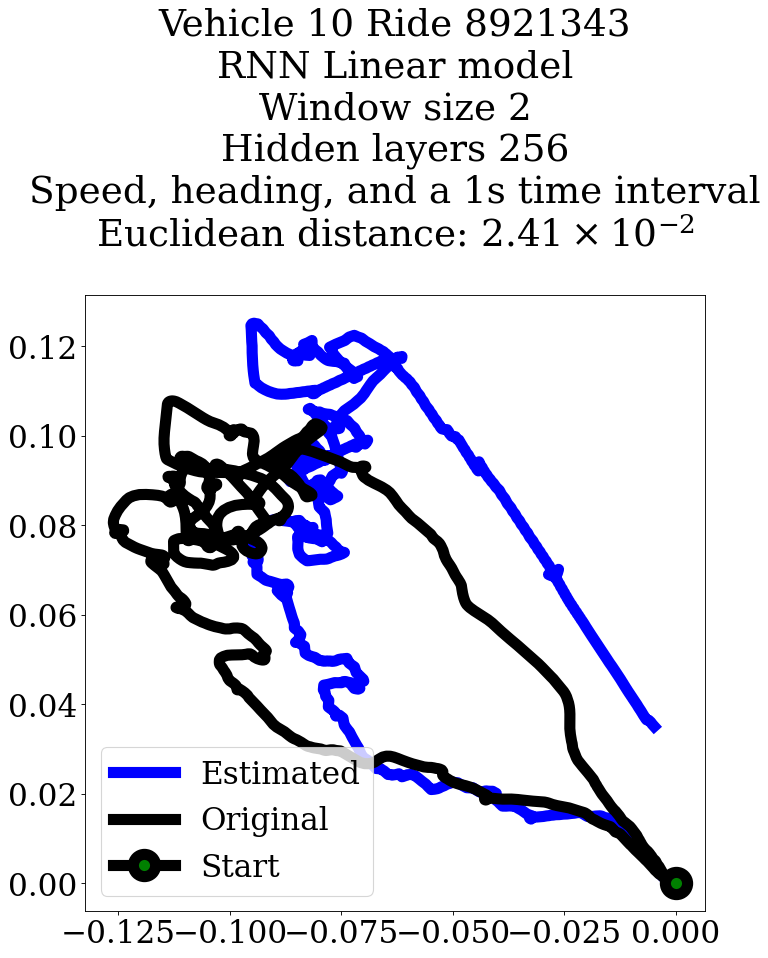 Vehicle 10 Ride 8921343
RNN Linear model
Window size 2
Hidden layers 256
Speed, heading, and a 1s time interval
Euclidean distance: 2.41 × 10⁻²
0.12
0.10
0.08
0.06
0.04
0.02
0.00
Estimated
Original
Start
−0.125 −0.100 −0.075 −0.050 −0.025 0.000